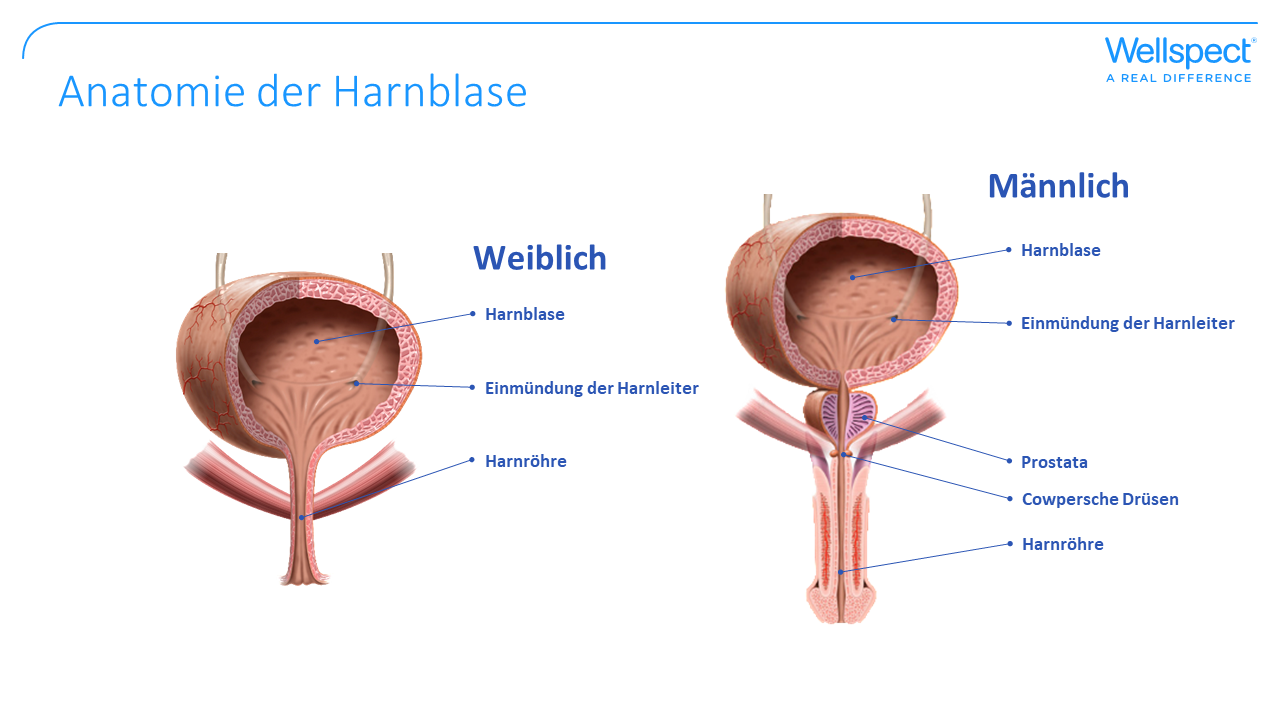 Wellspect®
A REAL DIFFERENCE
Anatomie der Harnblase
Weiblich
Harnblase
Einmündung der Harnleiter
Harnröhre
Männlich
Harnblase
Einmündung der Harnleiter
Prostata
Cowpersche Drüsen
Harnröhre